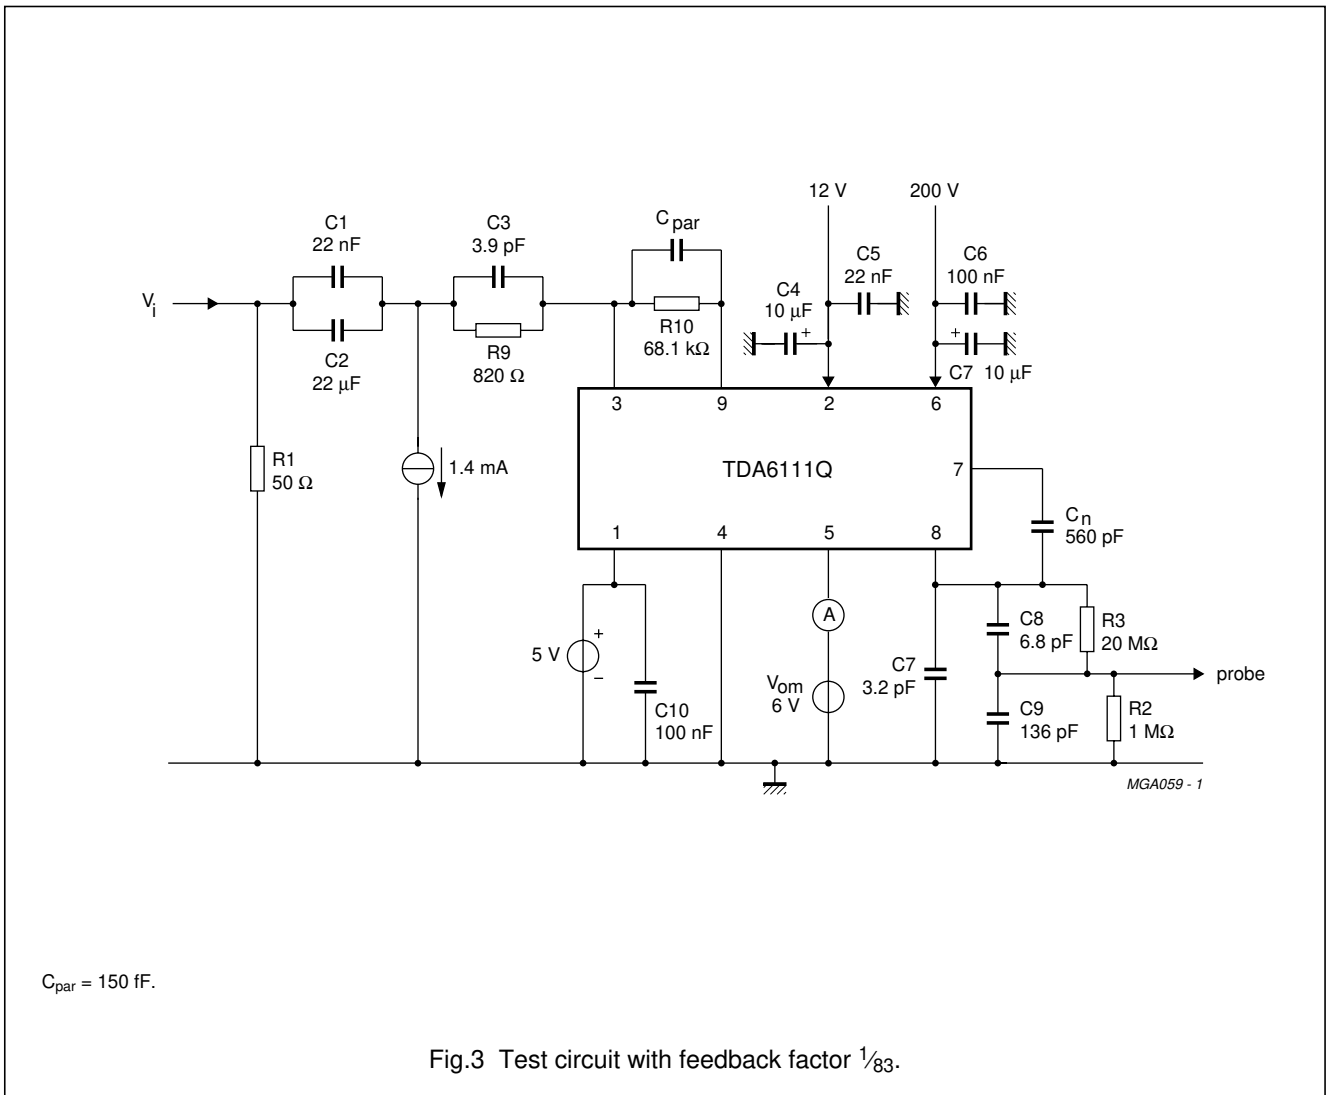 12 V
200 V
C1
22 nF
C3
3.9 pF
C par
C5
22 nF
C6
100 nF
C4
10 µF
+
Vi
C2
22 µF
R9
820 Ω
R10
68.1 kΩ
+
C7 10 µF
3
9
2
6
R1
50 Ω
1.4 mA
TDA6111Q
7
Cn
560 pF
1
4
5
8
A
C8
6.8 pF
R3
20 MΩ
5 V
+
−
Vom
6 V
C7
3.2 pF
probe
C10
100 nF
C9
136 pF
R2
1 MΩ
MGA059 - 1
Cpar = 150 fF.
Fig.3 Test circuit with feedback factor 1⁄83.